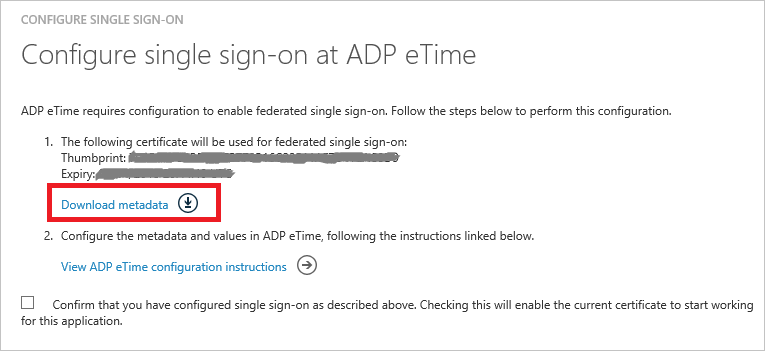 CONFIGURE SINGLE SIGN-ON
Configure single sign-on at ADP eTime
ADP eTime requires configuration to enable federated single sign-on. Follow the steps below to perform this configuration.
1. The following certificate will be used for federated single sign-on:
Thumbprint:
Expiry:
Download metadata
2. Configure the metadata and values in ADP eTime, following the instructions linked below.
View ADP eTime configuration instructions
Confirm that you have configured single sign-on as described above. Checking this will enable the current certificate to start working
for this application.